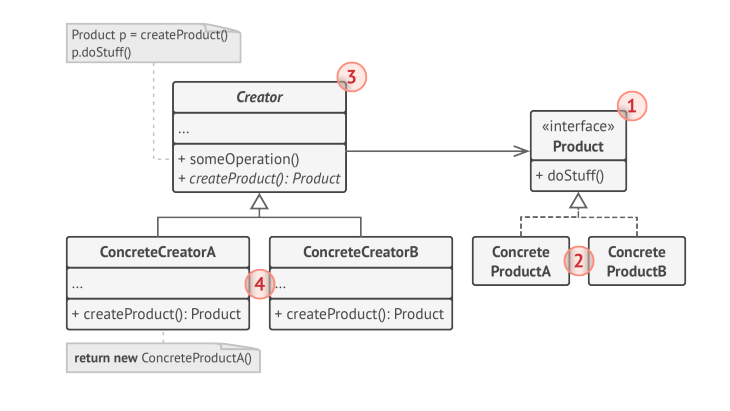 Product p = createProduct()
p.doStuff()
3
Creator
...
+ someOperation()
+ createProduct(): Product
1
«interface»
Product
+ doStuff()
ConcreteCreatorA
...
+ createProduct(): Product
4
ConcreteCreatorB
...
+ createProduct(): Product
Concrete
ProductA
2
Concrete
ProductB
return new ConcreteProductA()